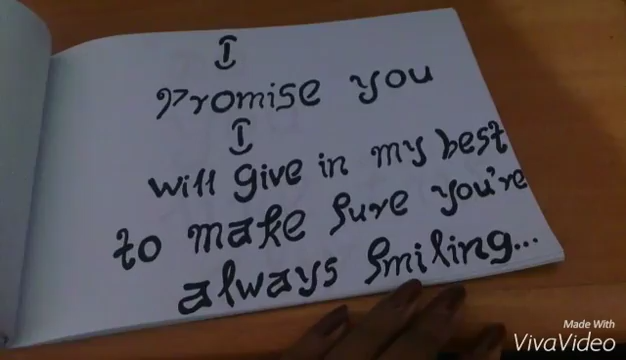 I
Promise you
I
will give in my best
to make sure you're
always smiling...
Made With
VivaVideo